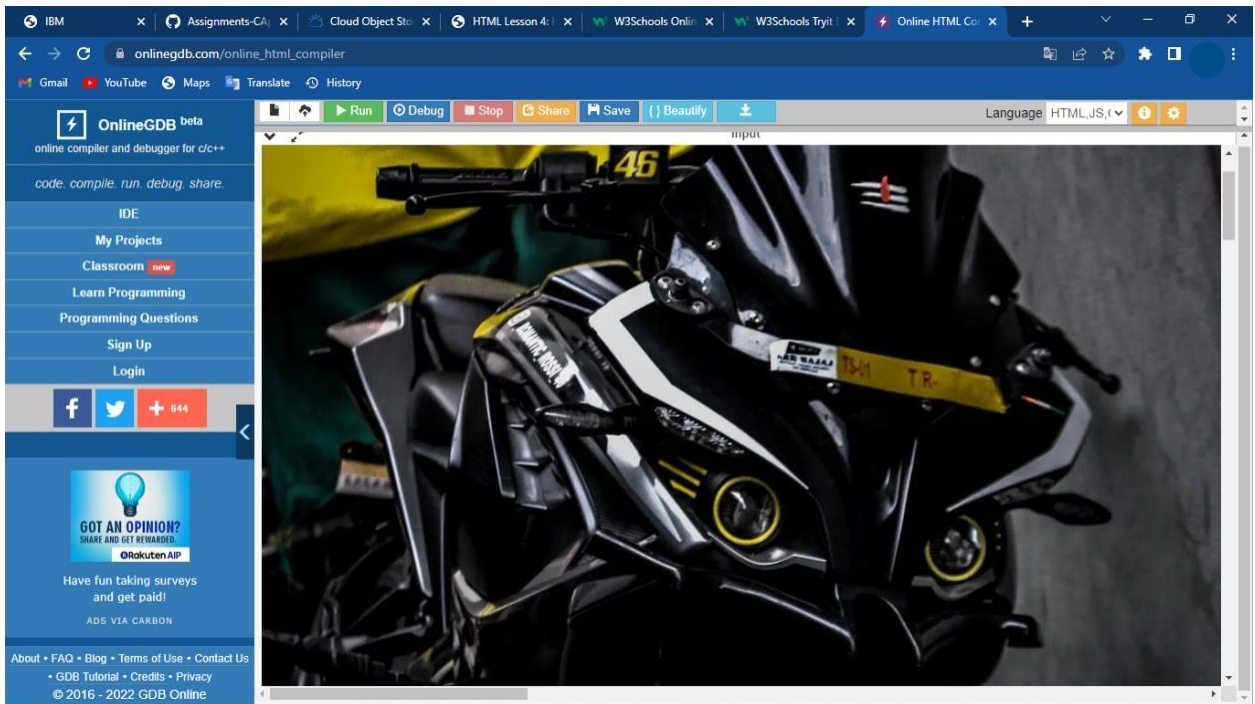 IBM
Assignments-CAp
Cloud Object Sto
HTML Lesson 4:
W3Schools Onlin
W3Schools Tryit
Online HTML Co
onlinegdb.com/online_html_compiler
Gmail
YouTube
Maps
Translate
History
OnlineGDB beta
online compiler and debugger for c/c++
code. compile. run. debug. share.
IDE
My Projects
Classroom new
Learn Programming
Programming Questions
Sign Up
Login
f
+ 644
GOT AN OPINION?
SHARE AND GET REWARDED.
Rakuten AIP
Have fun taking surveys
and get paid!
ADS VIA CARBON
About • FAQ • Blog • Terms of Use • Contact Us
• GDB Tutorial • Credits • Privacy
© 2016 - 2022 GDB Online
Run
Debug
Stop
Share
Save
{ } Beautify
Language HTML,JS,(
input
46
TS-01 T/R-